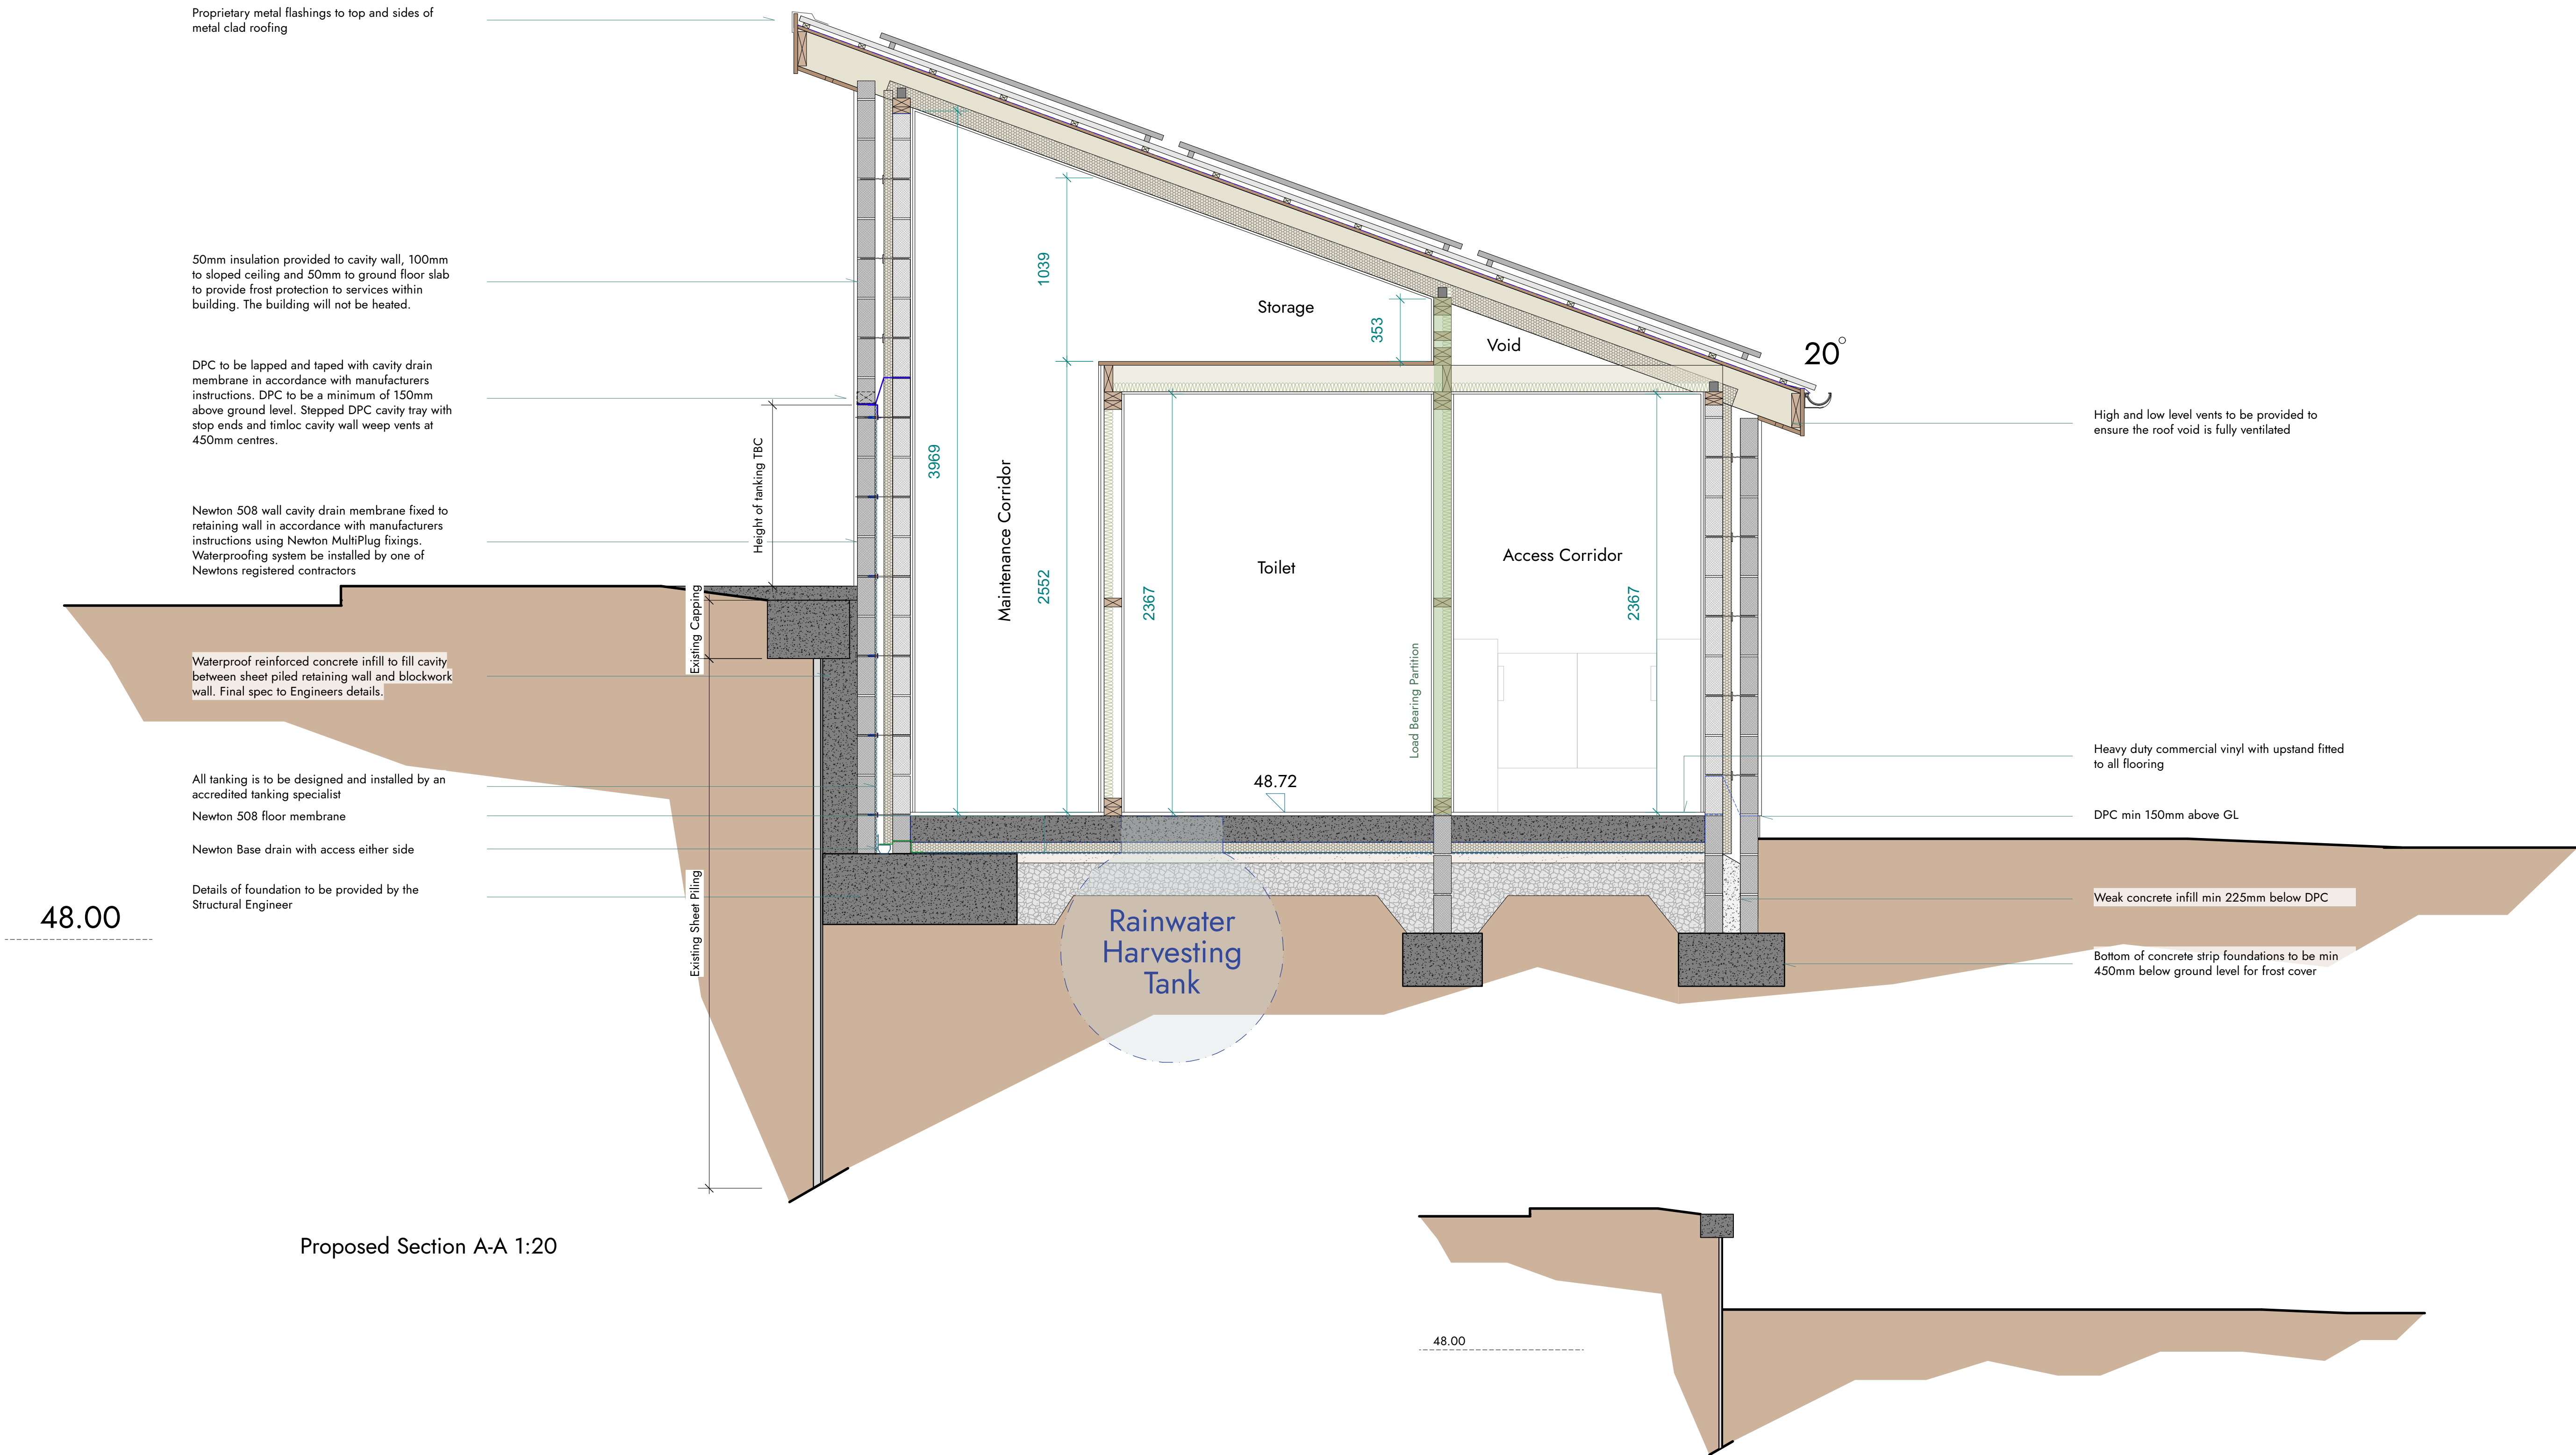 Proprietary metal flashings to top and sides of
metal clad roofing
50mm insulation provided to cavity wall, 100mm
to sloped ceiling and 50mm to ground floor slab
to provide frost protection to services within
building. The building will not be heated.
DPC to be lapped and taped with cavity drain
membrane in accordance with manufacturers
instructions. DPC to be a minimum of 150mm
above ground level. Stepped DPC cavity tray with
stop ends and timloc cavity wall weep vents at
450mm centres.
Newton 508 wall cavity drain membrane fixed to
retaining wall in accordance with manufacturers
instructions using Newton MultiPlug fixings.
Waterproofing system be installed by one of
Newtons registered contractors
Waterproof reinforced concrete infill to fill cavity
between sheet piled retaining wall and blockwork
wall. Final spec to Engineers details.
All tanking is to be designed and installed by an
accredited tanking specialist
Newton 508 floor membrane
Newton Base drain with access either side
Details of foundation to be provided by the
Structural Engineer
48.00
Height of tanking TBC
Existing Capping
Existing Sheet Piling
3969
Maintenance Corridor
1039
2552
Storage
353
Void
20°
2367
Toilet
48.72
Load Bearing Partition
Access Corridor
2367
Rainwater
Harvesting
Tank
High and low level vents to be provided to
ensure the roof void is fully ventilated
Heavy duty commercial vinyl with upstand fitted
to all flooring
DPC min 150mm above GL
Weak concrete infill min 225mm below DPC
Bottom of concrete strip foundations to be min
450mm below ground level for frost cover
Proposed Section A-A 1:20
48.00